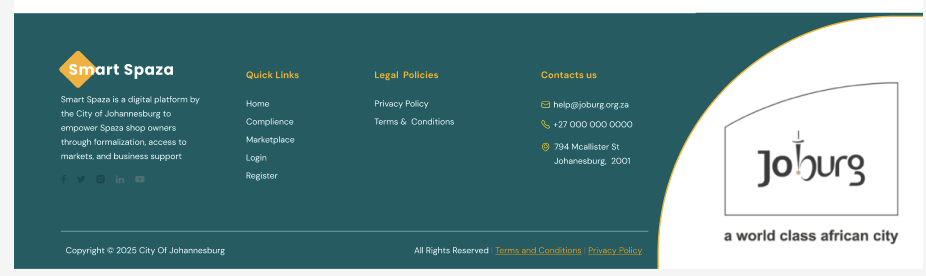 Smart Spaza
Smart Spaza is a digital platform by
the City of Johannesburg to
empower Spaza shop owners
through formalization, access to
markets, and business support
Quick Links
Home
Complience
Marketplace
Login
Register
Legal Policies
Privacy Policy
Terms & Conditions
Contacts us
help@joburg.org.za
+27 000 000 0000
794 Mcallister St
Johanesburg, 2001
Joburg
a world class african city
Copyright © 2025 City Of Johannesburg
All Rights Reserved | Terms and Conditions | Privacy Policy